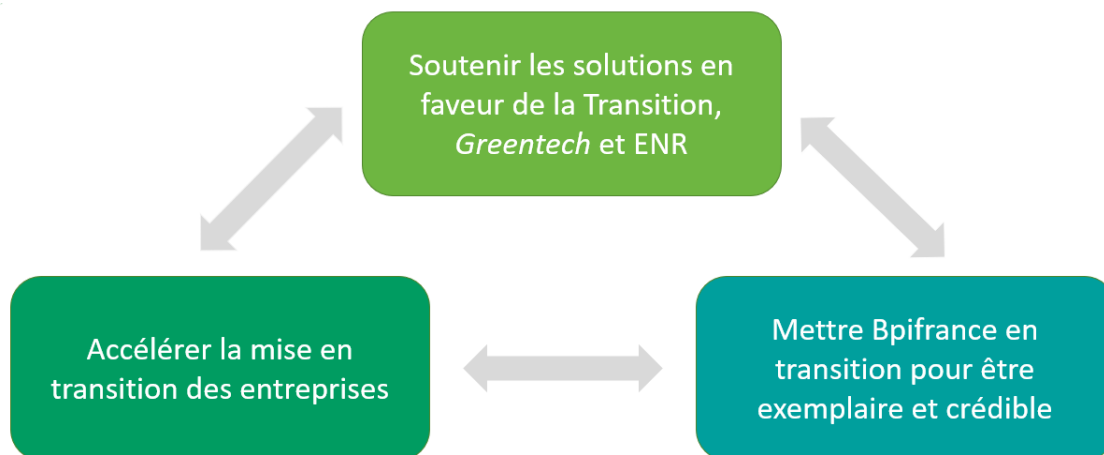 Soutenir les solutions en
faveur de la Transition,
Greentech et ENR
Accélérer la mise en
transition des entreprises
Mettre Bpifrance en
transition pour être
exemplaire et crédible